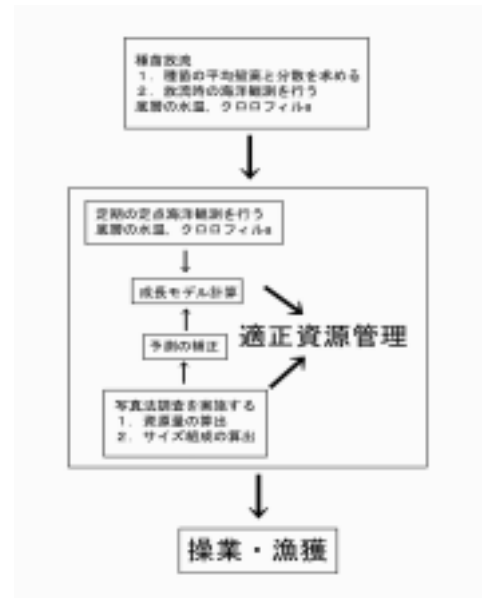 種苗放流
1. 種苗の平均殻高と分散を求める
2. 放流時の海洋観測を行う
底層の水温、クロロフィルa
定期の定点海洋観測を行う
底層の水温、クロロフィルa
成長モデル計算
予測の補正
適正資源管理
写真法調査を実施する
1. 資源量の算出
2. サイズ組成の算出
操業・漁獲